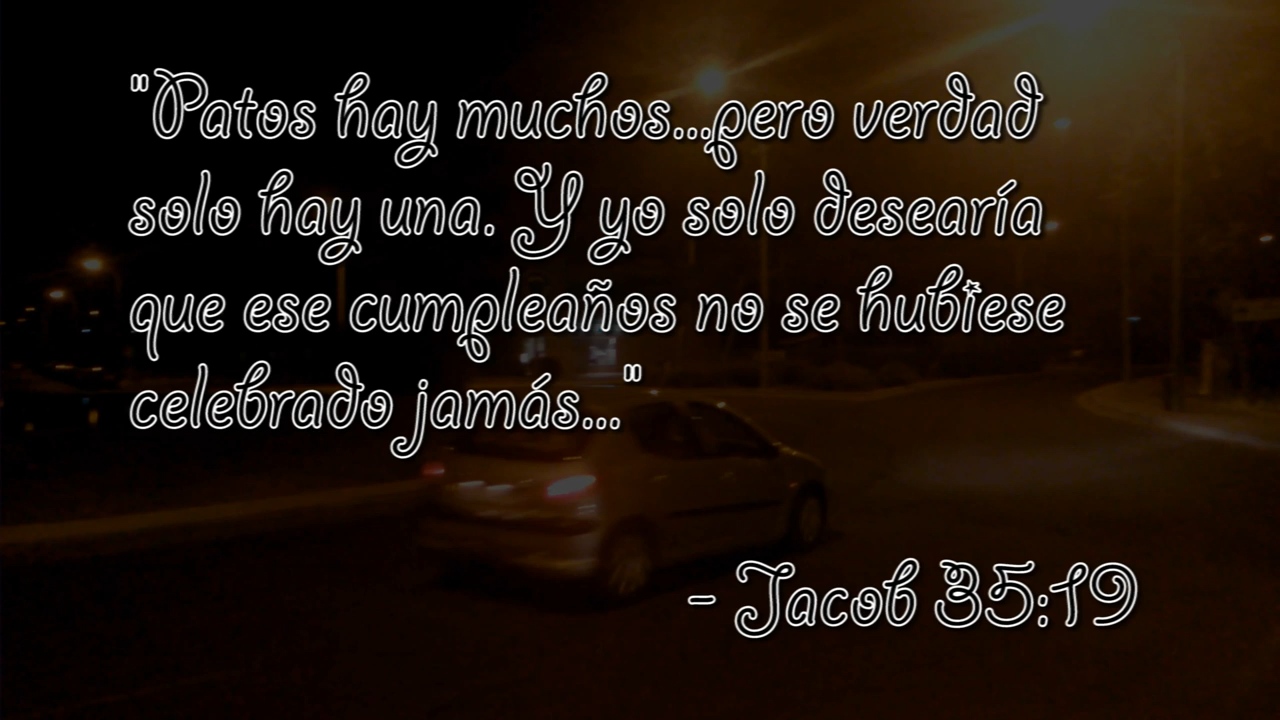 "Patos hay muchos...pero verdad
solo hay una. Y yo solo desearía
que ese cumpleaños no se hubiese
celebrado jamás..."
- Jacob 35:19